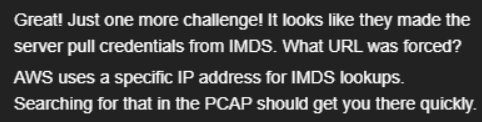 Great! Just one more challenge! It looks like they made the
server pull credentials from IMDS. What URL was forced?
AWS uses a specific IP address for IMDS lookups.
Searching for that in the PCAP should get you there quickly.